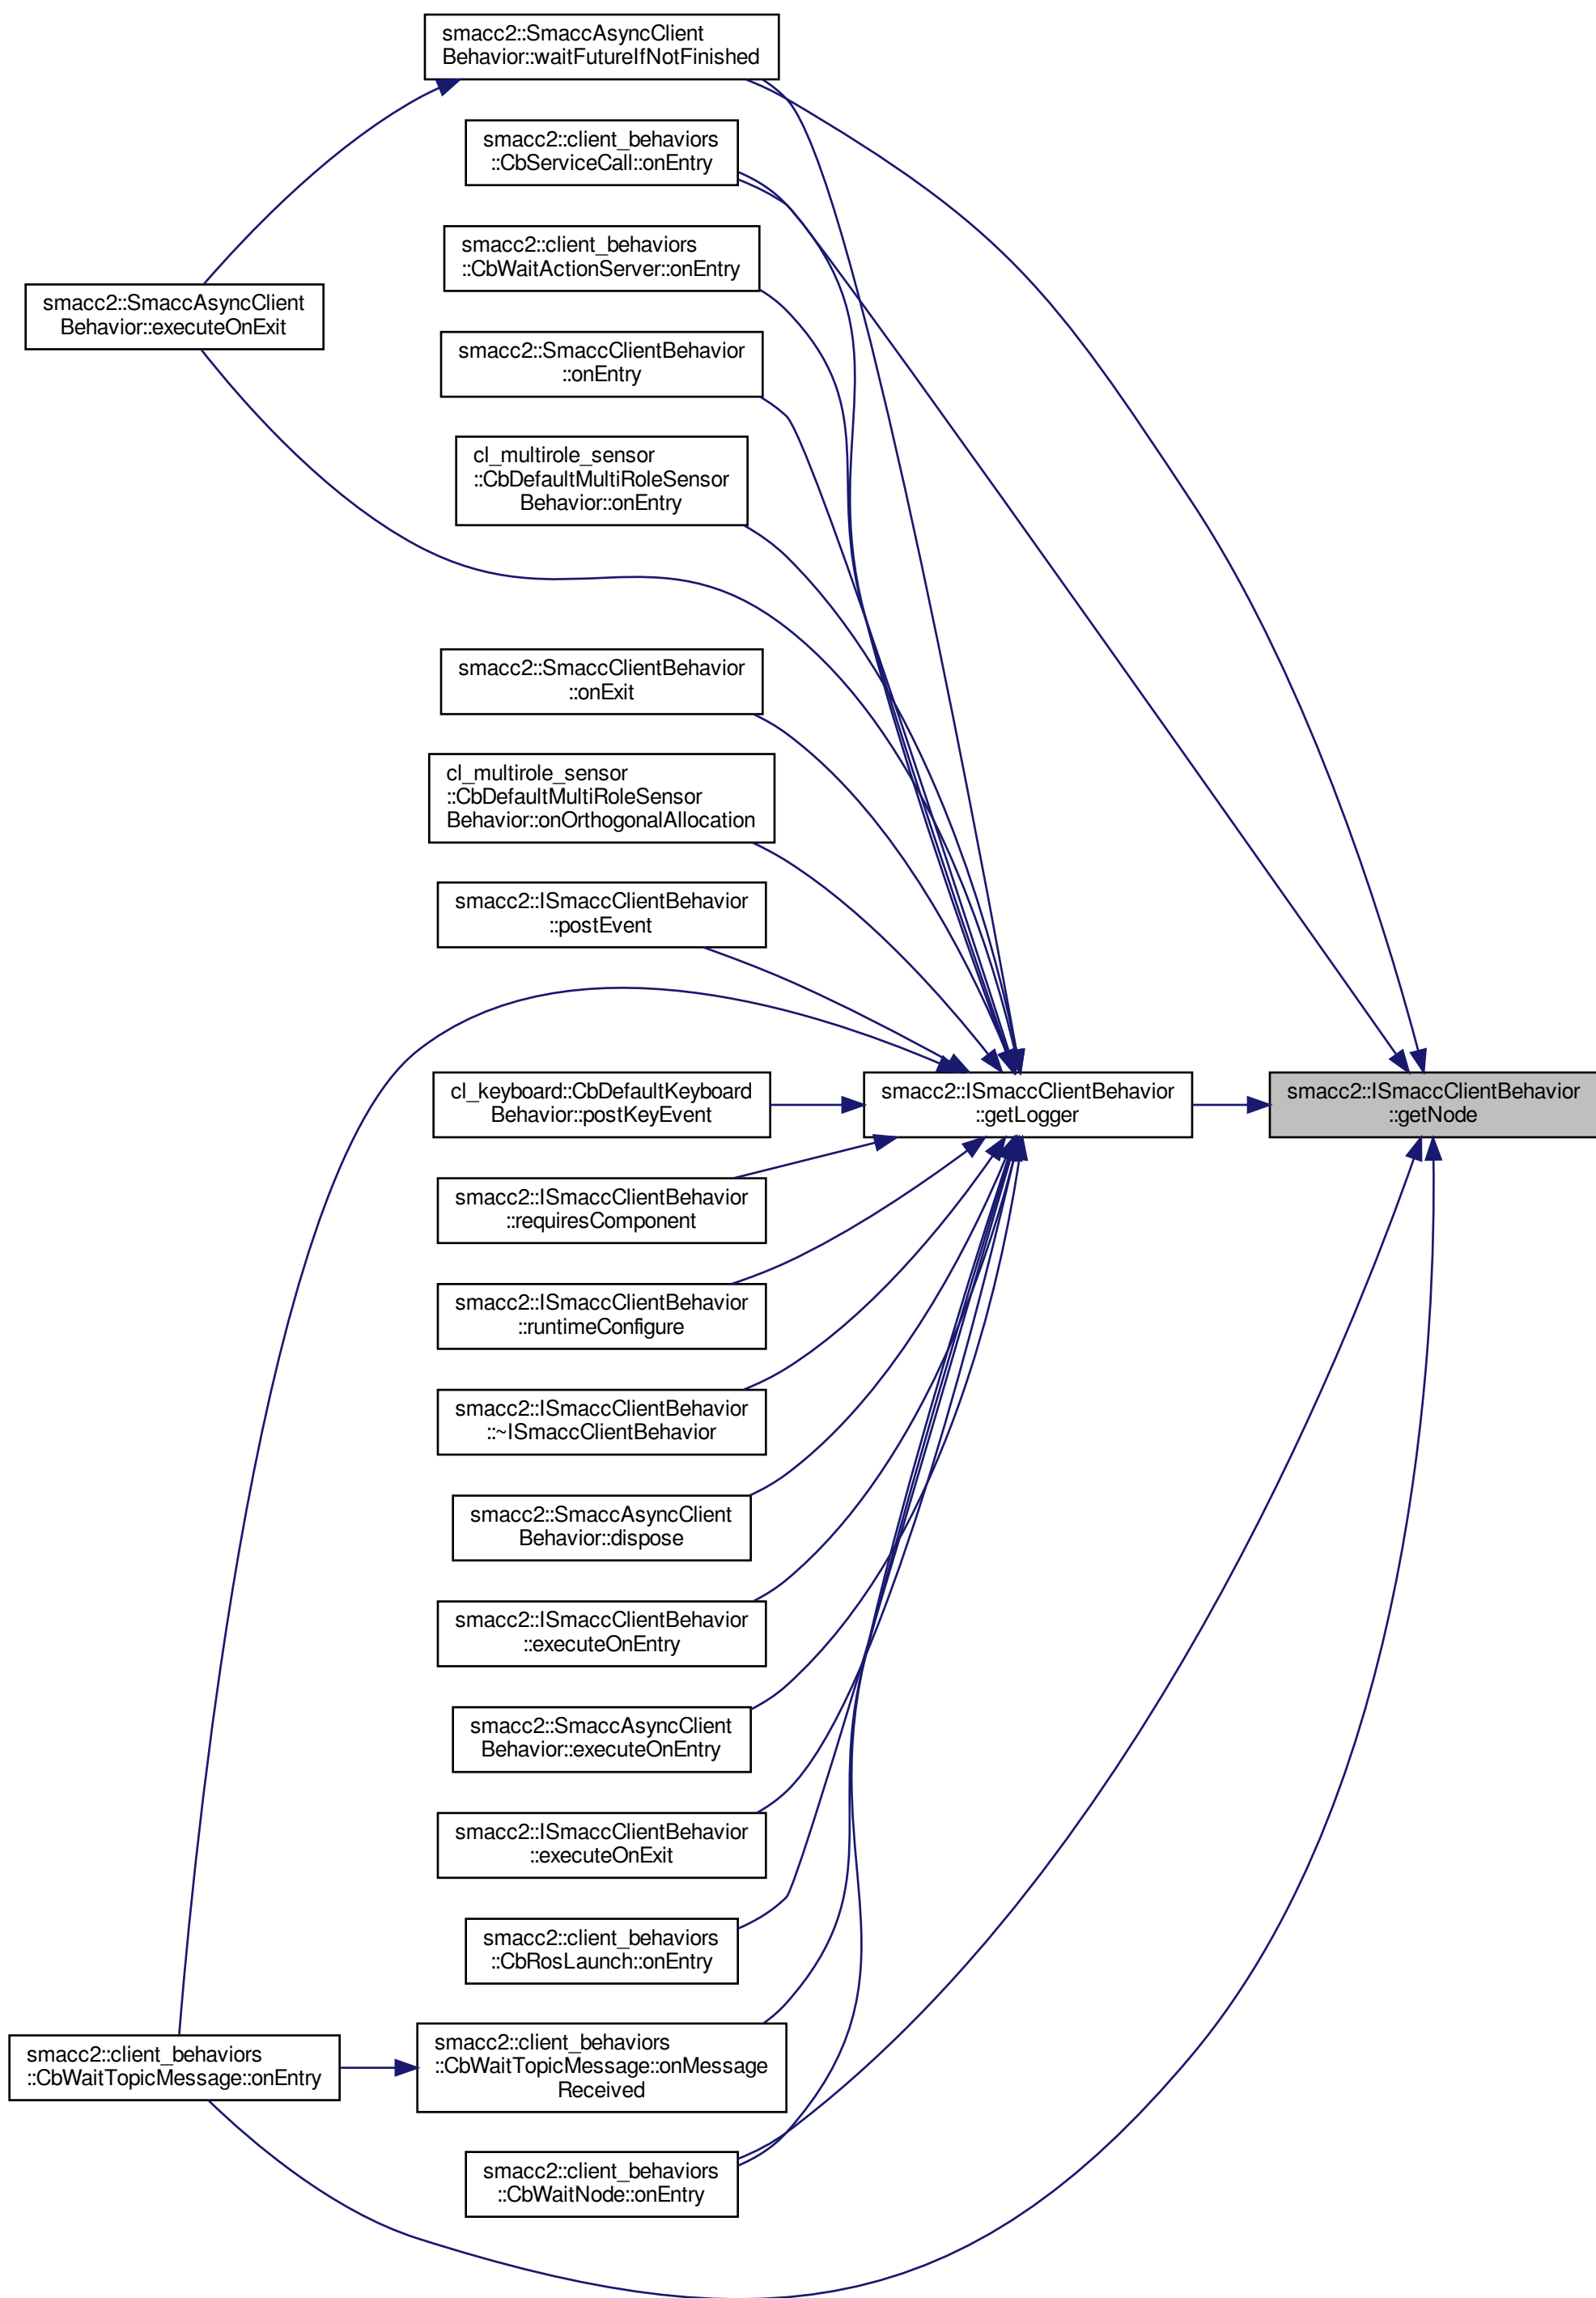 smacc2::SmaccAsyncClient
Behavior::waitFutureIfNotFinished
smacc2::client_behaviors
::CbServiceCall::onEntry
smacc2::client_behaviors
::CbWaitActionServer::onEntry
smacc2::SmaccAsyncClient
Behavior::executeOnExit
smacc2::SmaccClientBehavior
::onEntry
cl_multirole_sensor
::CbDefaultMultiRoleSensor
Behavior::onEntry
smacc2::SmaccClientBehavior
::onExit
cl_multirole_sensor
::CbDefaultMultiRoleSensor
Behavior::onOrthogonalAllocation
smacc2::ISmaccClientBehavior
::postEvent
cl_keyboard::CbDefaultKeyboard
Behavior::postKeyEvent
smacc2::ISmaccClientBehavior
::getLogger
smacc2::ISmaccClientBehavior
::getNode
smacc2::ISmaccClientBehavior
::requiresComponent
smacc2::ISmaccClientBehavior
::runtimeConfigure
smacc2::ISmaccClientBehavior
::~ISmaccClientBehavior
smacc2::SmaccAsyncClient
Behavior::dispose
smacc2::ISmaccClientBehavior
::executeOnEntry
smacc2::SmaccAsyncClient
Behavior::executeOnEntry
smacc2::ISmaccClientBehavior
::executeOnExit
smacc2::client_behaviors
::CbRosLaunch::onEntry
smacc2::client_behaviors
::CbWaitTopicMessage::onEntry
smacc2::client_behaviors
::CbWaitTopicMessage::onMessage
Received
smacc2::client_behaviors
::CbWaitNode::onEntry